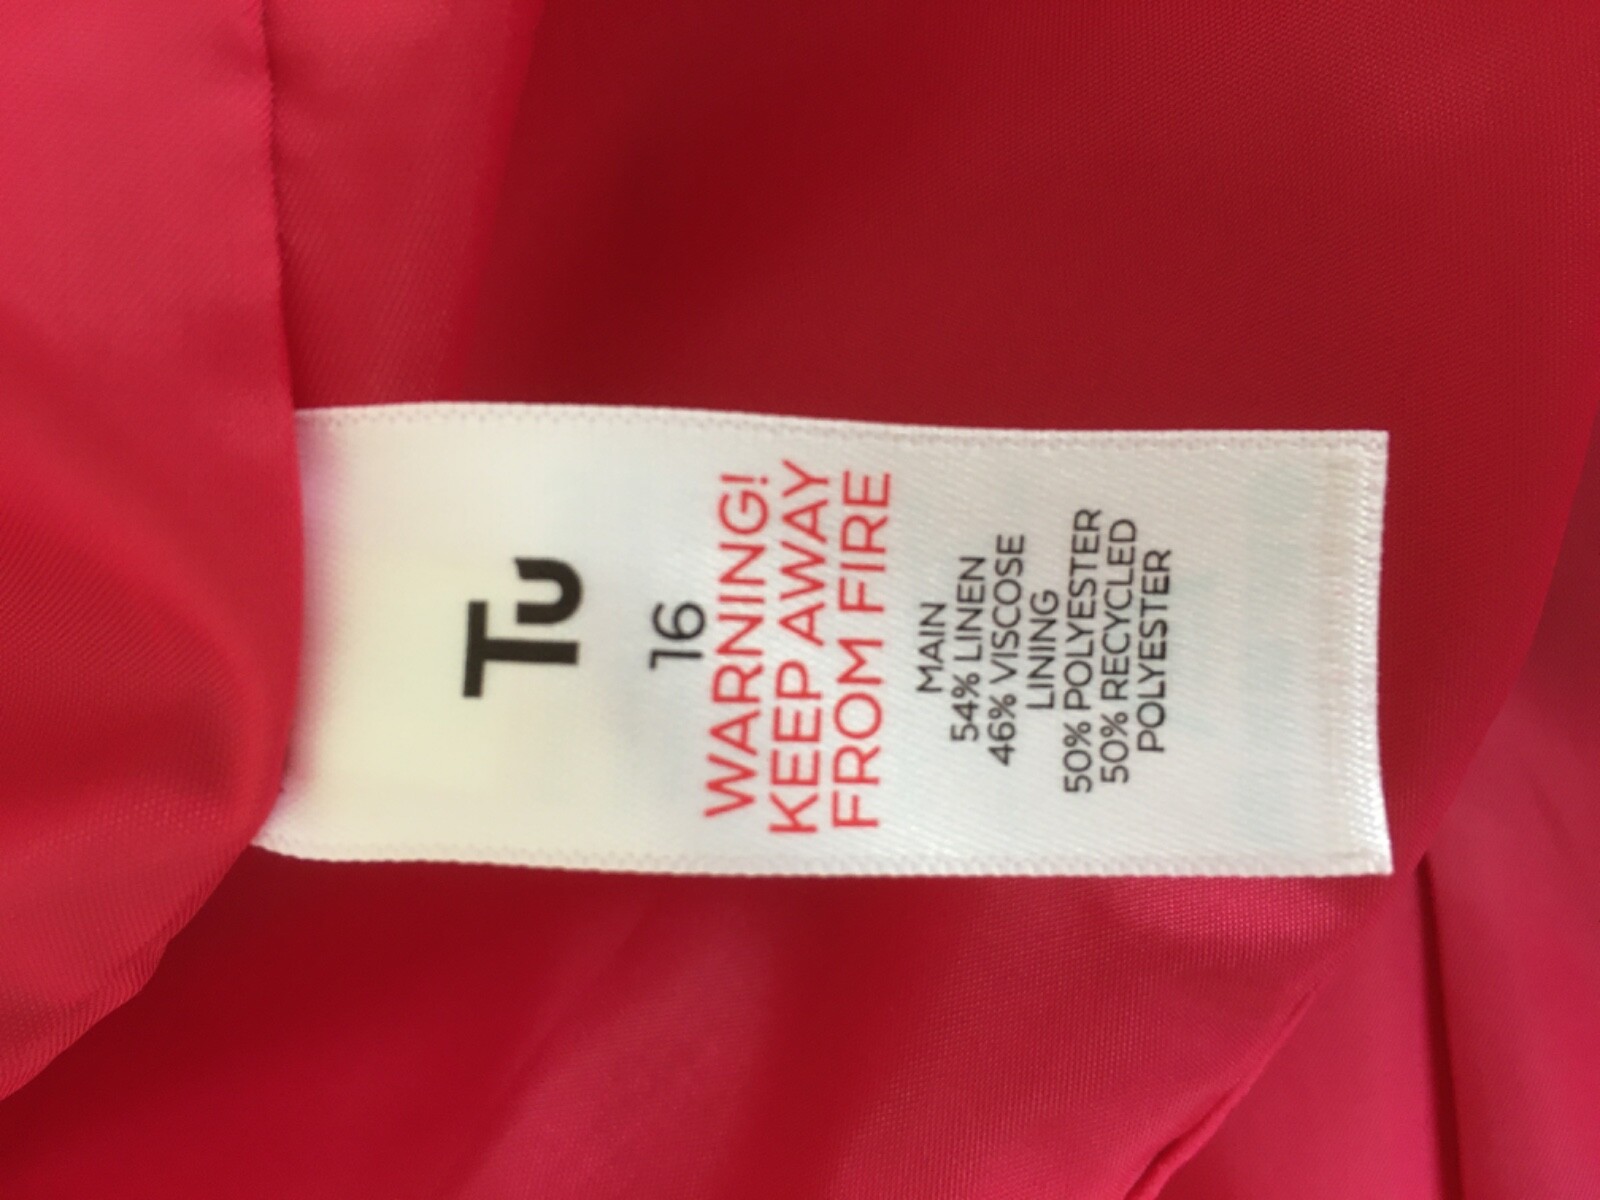 Tu
16
WARNING!
KEEP AWAY
FROM FIRE
MAIN
54% LINEN
46% VISCOSE
LINING
50% POLYESTER
50% RECYCLED
POLYESTER